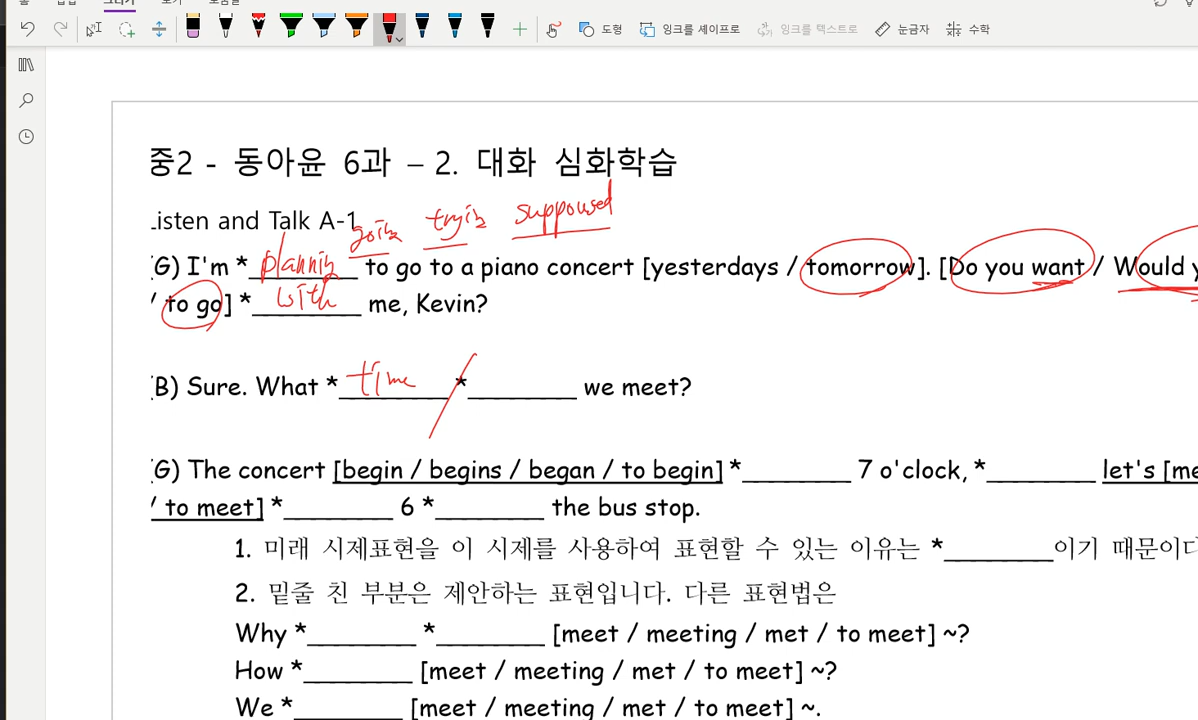 도형 잉크를 셰이프로 잉크를 텍스트로 눈금자 수학
중2 - 동아윤 6과 – 2. 대화 심화학습
Listen and Talk A-1
going trying suppoused
(G) I'm * planning to go to a piano concert [yesterdays / tomorrow]. [Do you want / Would y
/ to go] * with me, Kevin?
(B) Sure. What * time *________ we meet?
(G) The concert [begin / begins / began / to begin] *________ 7 o'clock, *________ let's [me
/ to meet] *________ 6 *________ the bus stop.
1. 미래 시제표현을 이 시제를 사용하여 표현할 수 있는 이유는 *________이기 때문이다
2. 밑줄 친 부분은 제안하는 표현입니다. 다른 표현법은
Why *________ *________ [meet / meeting / met / to meet] ~?
How *________ [meet / meeting / met / to meet] ~?
We *________ [meet / meeting / met / to meet] ~.